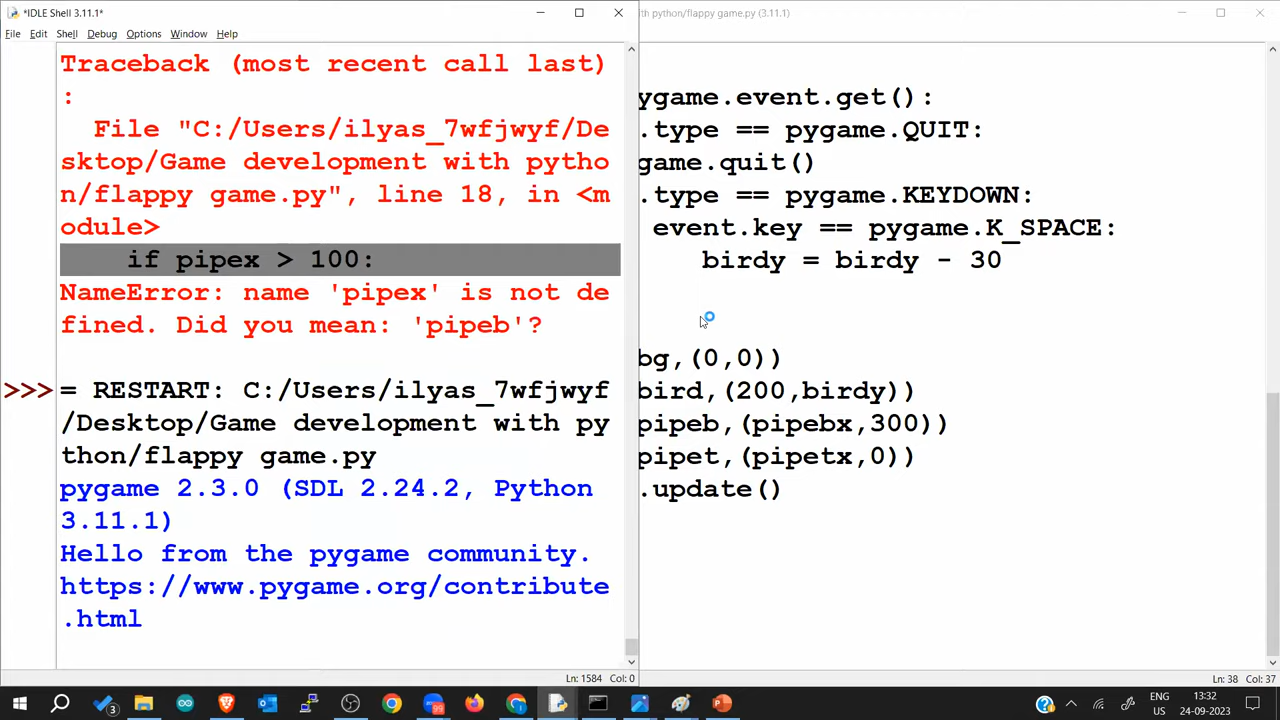 *IDLE Shell 3.11.1*
File Edit Shell Debug Options Window Help
Traceback (most recent call last)
:
File "C:/Users/ilyas_7wfjwyf/De
sktop/Game development with pytho
n/flappy game.py", line 18, in <m
odule>
if pipex > 100:
NameError: name 'pipex' is not de
fined. Did you mean: 'pipeb'?
>>> = RESTART: C:/Users/ilyas_7wfjwyf
/Desktop/Game development with py
thon/flappy game.py
pygame 2.3.0 (SDL 2.24.2, Python
3.11.1)
Hello from the pygame community.
https://www.pygame.org/contribute
.html
Ln: 1584 Col: 0
th python/flappy game.py (3.11.1)
ygame.event.get():
.type == pygame.QUIT:
game.quit()
.type == pygame.KEYDOWN:
event.key == pygame.K_SPACE:
birdy = birdy - 30
bg,(0,0))
bird,(200,birdy))
pipeb,(pipebx,300))
pipet,(pipetx,0))
.update()
Ln: 38 Col: 37
3
99
ENG
US
13:32
24-09-2023